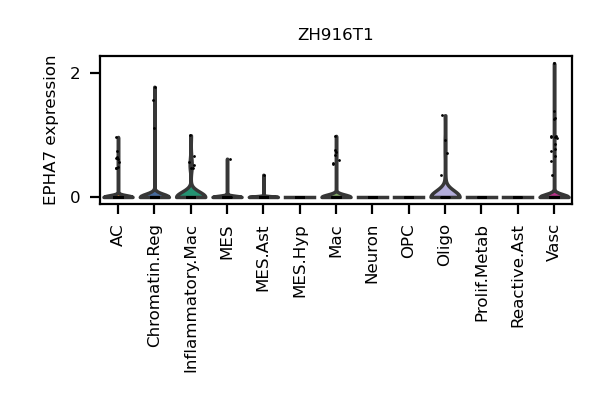 ZH916T1
EPHA7 expression
2
0
AC
Chromatin.Reg
Inflammatory.Mac
MES
MES.Ast
MES.Hyp
Mac
Neuron
OPC
Oligo
Prolif.Metab
Reactive.Ast
Vasc